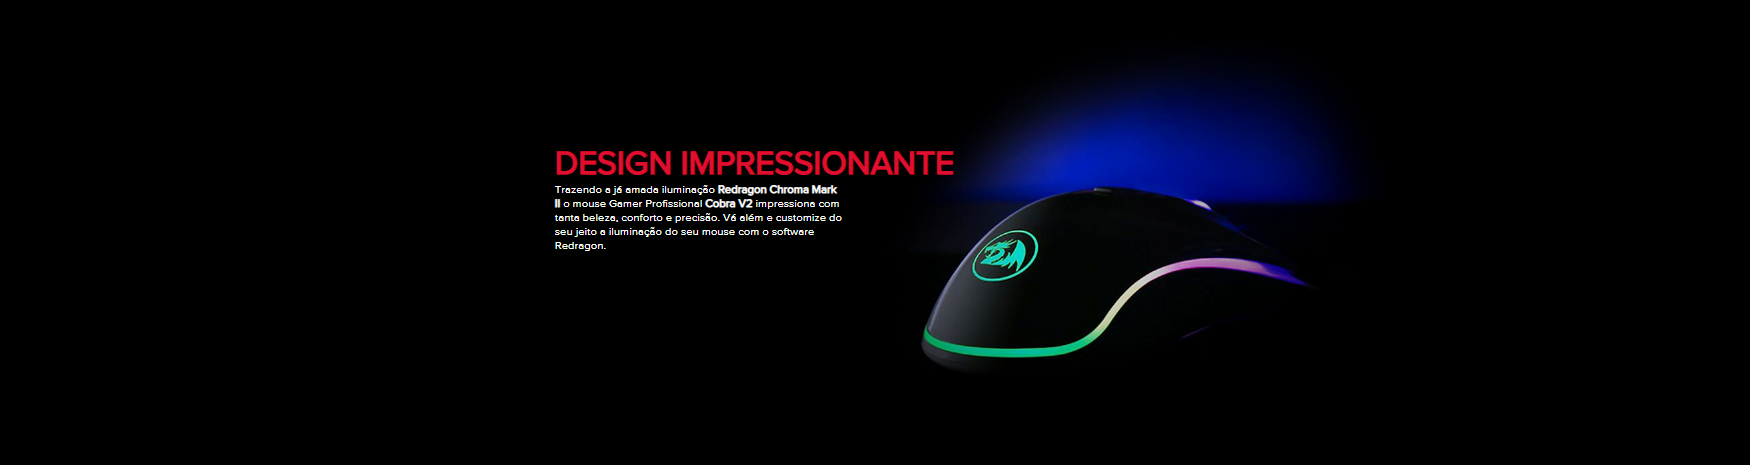 DESIGN IMPRESSIONANTE
Trazendo a já amada iluminação Redragon Chroma Mark
II o mouse Gamer Profissional Cobra V2 impressiona com
tanta beleza, conforto e precisão. Vá além e customize do
seu jeito a iluminação do seu mouse com o software
Redragon.